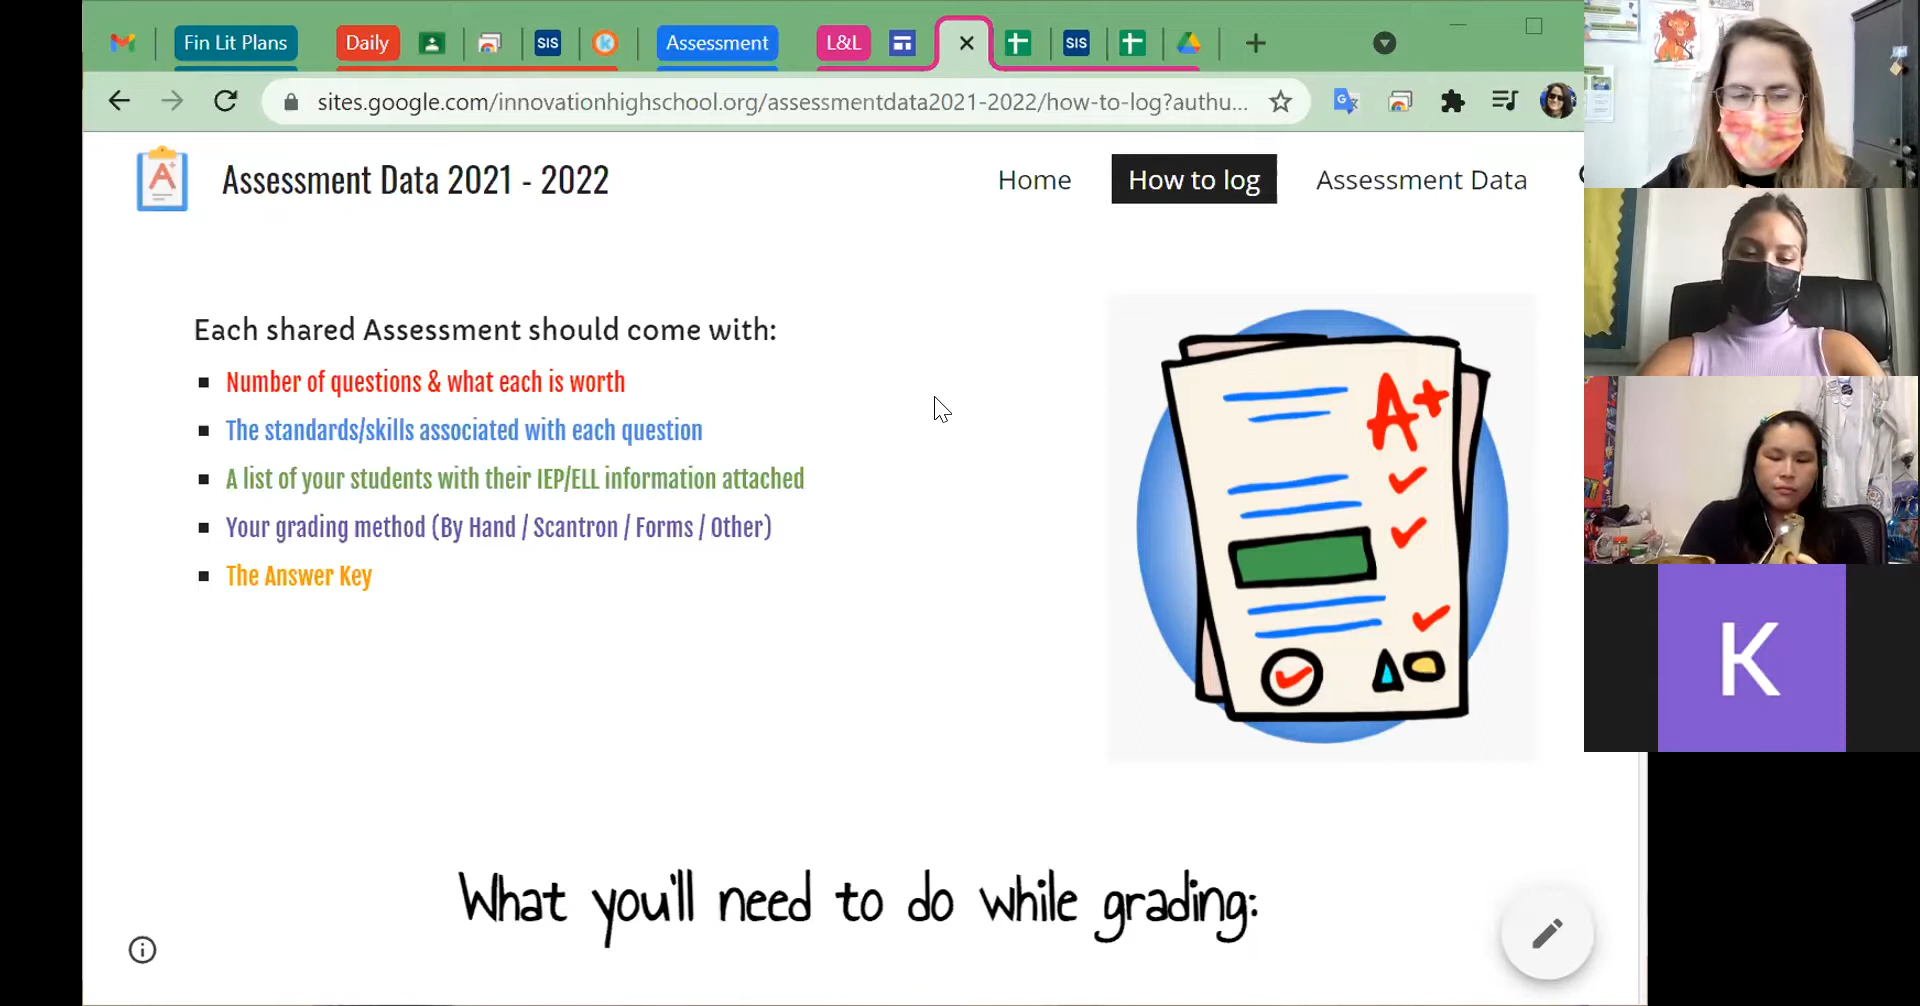 Fin Lit Plans
Daily
SIS
K
Assessment
L&L
SIS
sites.google.com/innovationhighschool.org/assessmentdata2021-2022/how-to-log?authu...
G
A+
Assessment Data 2021 - 2022
Home
How to log
Assessment Data
Each shared Assessment should come with:
Number of questions & what each is worth
The standards/skills associated with each question
A list of your students with their IEP/ELL information attached
Your grading method (By Hand / Scantron / Forms / Other)
The Answer Key
A+
K
What you'll need to do while grading: